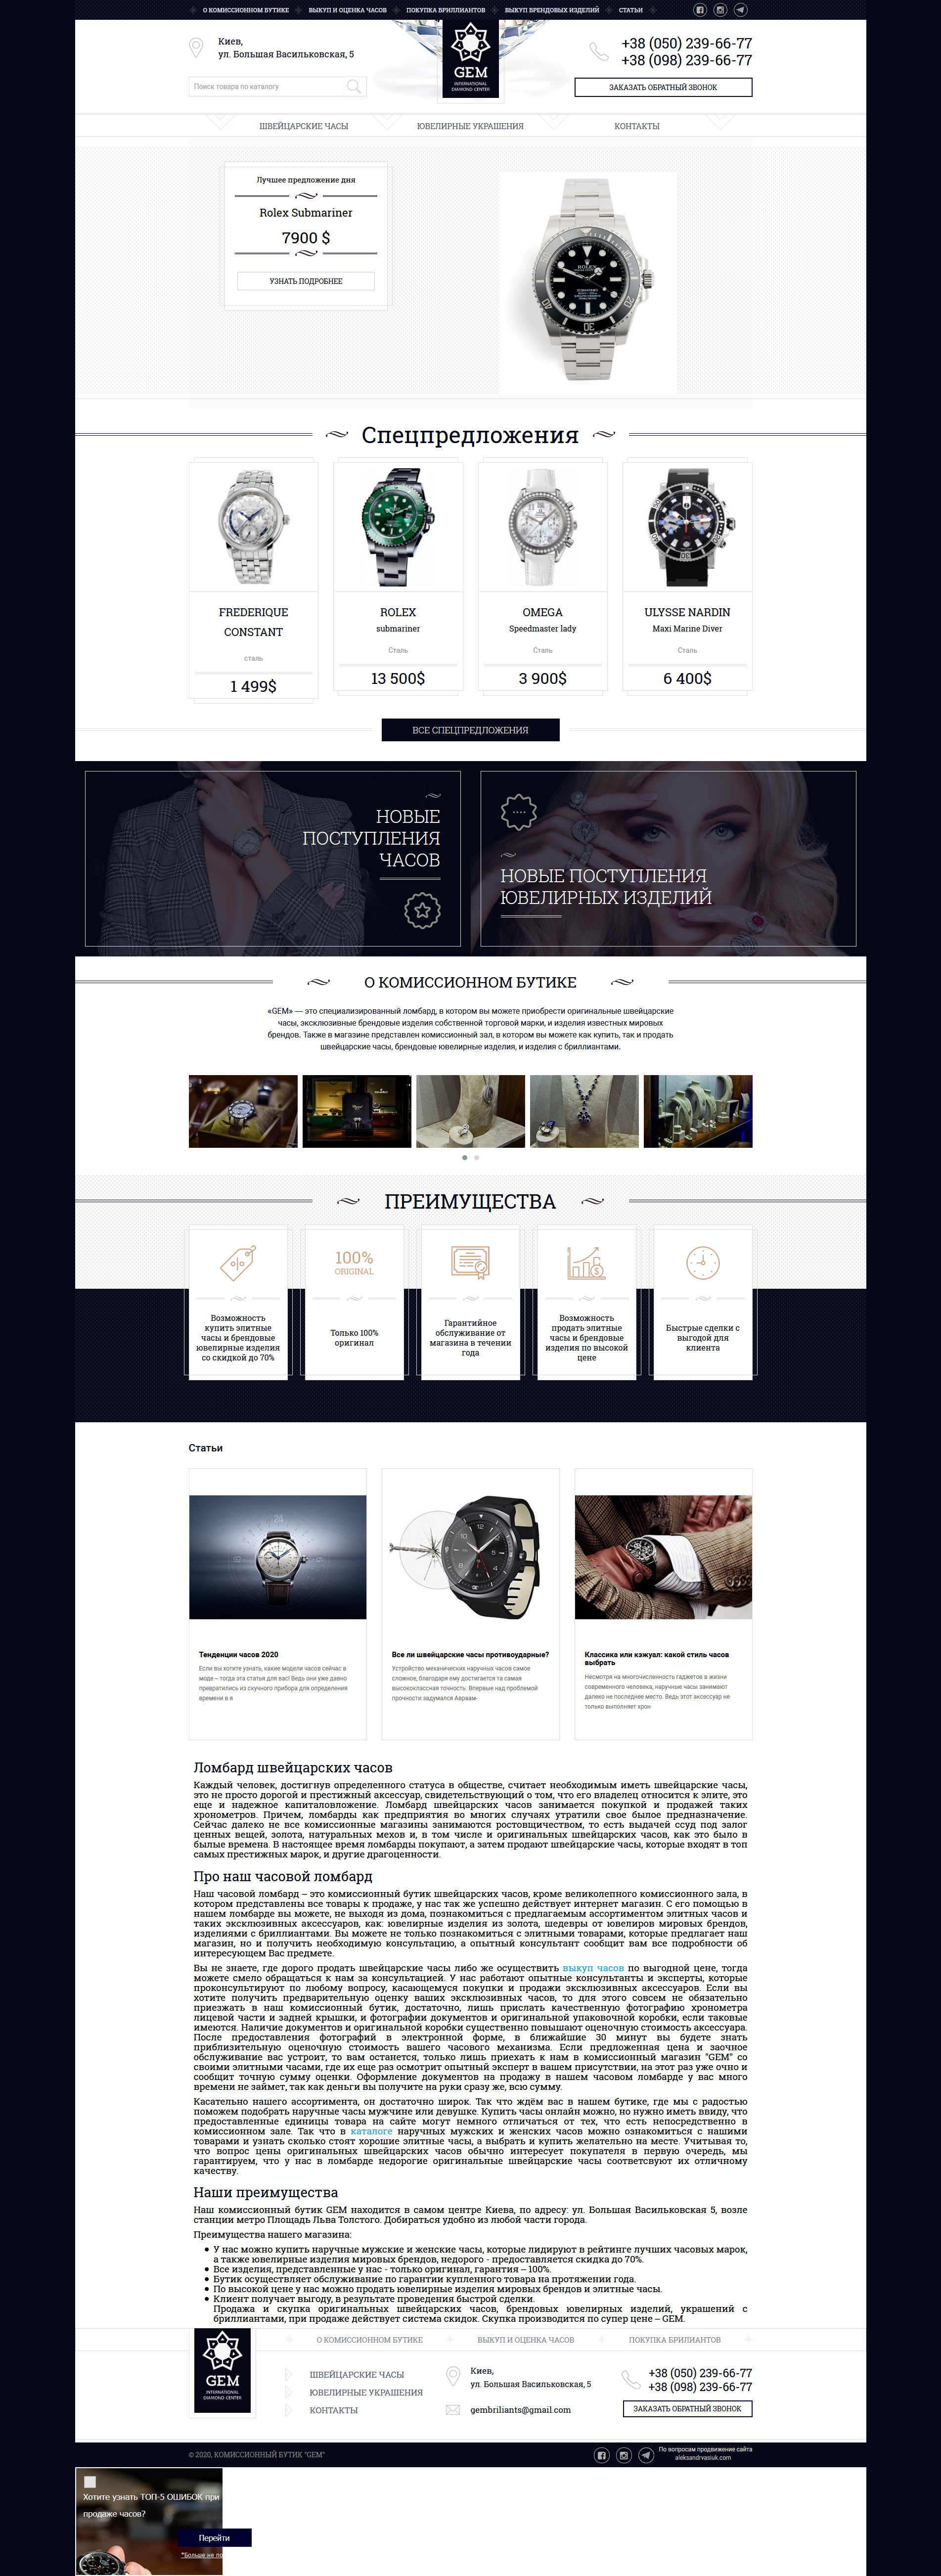 О КОМИССИОННОМ БУТИКЕ ВЫКУП И ОЦЕНКА ЧАСОВ ПОКУПКА БРИЛЛИАНТОВ ВЫКУП БРЕНДОВЫХ ИЗДЕЛИЙ СТАТЬИ
Киев,
ул. Большая Васильковская, 5
Поиск товара по каталогу
GEM
INTERNATIONAL
DIAMOND CENTER
+38 (050) 239-66-77
+38 (098) 239-66-77
ЗАКАЗАТЬ ОБРАТНЫЙ ЗВОНОК
ШВЕЙЦАРСКИЕ ЧАСЫ ЮВЕЛИРНЫЕ УКРАШЕНИЯ КОНТАКТЫ
Лучшее предложение дня
Rolex Submariner
7900 $
УЗНАТЬ ПОДРОБНЕЕ
Спецпредложения
FREDERIQUE
CONSTANT
сталь
1 499$
ROLEX
submariner
Сталь
13 500$
OMEGA
Speedmaster lady
Сталь
3 900$
ULYSSE NARDIN
Maxi Marine Diver
Сталь
6 400$
ВСЕ СПЕЦПРЕДЛОЖЕНИЯ
НОВЫЕ
ПОСТУПЛЕНИЯ
ЧАСОВ
НОВЫЕ ПОСТУПЛЕНИЯ
ЮВЕЛИРНЫХ ИЗДЕЛИЙ
О КОМИССИОННОМ БУТИКЕ
«GEM» — это специализированный ломбард, в котором вы можете приобрести оригинальные швейцарские
часы, эксклюзивные брендовые изделия собственной торговой марки, и изделия известных мировых
брендов. Также в магазине представлен комиссионный зал, в котором вы можете как купить, так и продать
швейцарские часы, брендовые ювелирные изделия, и изделия с бриллиантами.
ПРЕИМУЩЕСТВА
Возможность
купить элитные
часы и брендовые
ювелирные изделия
со скидкой до 70%
100%
ORIGINAL
Только 100%
оригинал
Гарантийное
обслуживание от
магазина в течении
года
Возможность
продать элитные
часы и брендовые
изделия по высокой
цене
Быстрые сделки с
выгодой для
клиента
Статьи
Тенденции часов 2020
Если вы хотите узнать, какие модели часов сейчас в
моде – тогда эта статья для вас! Ведь они уже давно
превратились из скучного прибора для определения
времени в я
Все ли швейцарские часы противоударные?
Устройство механических наручных часов самое
сложное, благодаря ему достигается та самая
высококлассная точность. Впервые над проблемой
прочности задумался Авраам-
Классика или кэжуал: какой стиль часов
выбрать
Несмотря на многочисленность гаджетов в жизни
современного человека, наручные часы занимают
далеко не последнее место. Ведь этот аксессуар не
только выполняет хрон
Ломбард швейцарских часов
Каждый человек, достигнув определенного статуса в обществе, считает необходимым иметь швейцарские часы,
это не просто дорогой и престижный аксессуар, свидетельствующий о том, что его владелец относится к элите, это
еще и надежное капиталовложение. Ломбард швейцарских часов занимается покупкой и продажей таких
хронометров. Причем, ломбарды как предприятия во многих случаях утратили свое былое предназначение.
Сейчас далеко не все комиссионные магазины занимаются ростовщичеством, то есть выдачей ссуд под залог
ценных вещей, золота, натуральных мехов и, в том числе и оригинальных швейцарских часов, как это было в
былые времена. В настоящее время ломбарды покупают, а затем продают швейцарские часы, которые входят в топ
самых престижных марок, и другие драгоценности.
Про наш часовой ломбард
Наш часовой ломбард – это комиссионный бутик швейцарских часов, кроме великолепного комиссионного зала, в
котором представлены все товары к продаже, у нас так же успешно действует интернет магазин. С его помощью в
нашем ломбарде вы можете, не выходя из дома, познакомиться с предлагаемым ассортиментом элитных часов и
таких эксклюзивных аксессуаров, как: ювелирные изделия из золота, шедевры от ювелиров мировых брендов,
изделиями с бриллиантами. Вы можете не только познакомиться с элитными товарами, которые предлагает наш
магазин, но и получить необходимую консультацию, а опытный консультант сообщит вам все подробности об
интересующем Вас предмете.
Вы не знаете, где дорого продать швейцарские часы либо же осуществить выкуп часов по выгодной цене, тогда
можете смело обращаться к нам за консультацией. У нас работают опытные консультанты и эксперты, которые
проконсультируют по любому вопросу, касающемуся покупки и продажи эксклюзивных аксессуаров. Если вы
хотите получить предварительную оценку ваших эксклюзивных часов, то для этого совсем не обязательно
приезжать в наш комиссионный бутик, достаточно, лишь прислать качественную фотографию хронометра
лицевой части и задней крышки, и фотографии документов и оригинальной упаковочной коробки, если таковые
имеются. Наличие документов и оригинальной коробки существенно повышают оценочную стоимость аксессуара.
После предоставления фотографий в электронной форме, в ближайшие 30 минут вы будете знать
приблизительную оценочную стоимость вашего часового механизма. Если предложенная цена и заочное
обслуживание вас устроит, то вам останется, только лишь приехать к нам в комиссионный магазин "GEM" со
своими элитными часами, где их еще раз осмотрит опытный эксперт в вашем присутствии, на этот раз уже очно и
сообщит точную сумму оценки. Оформление документов на продажу в нашем часовом ломбарде у вас много
времени не займет, так как деньги вы получите на руки сразу же, всю сумму.
Касательно нашего ассортимента, он достаточно широк. Так что ждём вас в нашем бутике, где мы с радостью
поможем подобрать наручные часы мужчине или девушке. Купить часы онлайн можно, но нужно иметь ввиду, что
предоставленные единицы товара на сайте могут немного отличаться от тех, что есть непосредственно в
комиссионном зале. Так что в каталоге наручных мужских и женских часов можно ознакомиться с нашими
товарами и узнать сколько стоят хорошие элитные часы, а выбрать и купить желательно на месте. Учитывая то,
что вопрос цены оригинальных швейцарских часов обычно интересует покупателя в первую очередь, мы
гарантируем, что у нас в ломбарде недорогие оригинальные швейцарские часы соответсвуют их отличному
качеству.
Наши преимущества
Наш комиссионный бутик GEM находится в самом центре Киева, по адресу: ул. Большая Васильковская 5, возле
станции метро Площадь Льва Толстого. Добираться удобно из любой части города.
Преимущества нашего магазина:
У нас можно купить наручные мужские и женские часы, которые лидируют в рейтинге лучших часовых марок,
а также ювелирные изделия мировых брендов, недорого - предоставляется скидка до 70%.
Все изделия, представленные у нас - только оригинал, гарантия – 100%.
Бутик осуществляет обслуживание по гарантии купленного товара на протяжении года.
По высокой цене у нас можно продать ювелирные изделия мировых брендов и элитные часы.
Клиент получает выгоду, в результате проведения быстрой сделки.
Продажа и скупка оригинальных швейцарских часов, брендовых ювелирных изделий, украшений с
бриллиантами, при продаже действует система скидок. Скупка производится по супер цене – GEM.
GEM
INTERNATIONAL
DIAMOND CENTER
О КОМИССИОННОМ БУТИКЕ ВЫКУП И ОЦЕНКА ЧАСОВ ПОКУПКА БРИЛИАНТОВ
ШВЕЙЦАРСКИЕ ЧАСЫ
ЮВЕЛИРНЫЕ УКРАШЕНИЯ
КОНТАКТЫ
Киев,
ул. Большая Васильковская, 5
gembriliants@gmail.com
+38 (050) 239-66-77
+38 (098) 239-66-77
ЗАКАЗАТЬ ОБРАТНЫЙ ЗВОНОК
© 2020, КОМИССИОННЫЙ БУТИК "GEM"
По вопросам продвижение сайта
aleksandrvasiuk.com
Хотите узнать ТОП-5 ОШИБОК при
продаже часов?
Перейти
*Больше не по